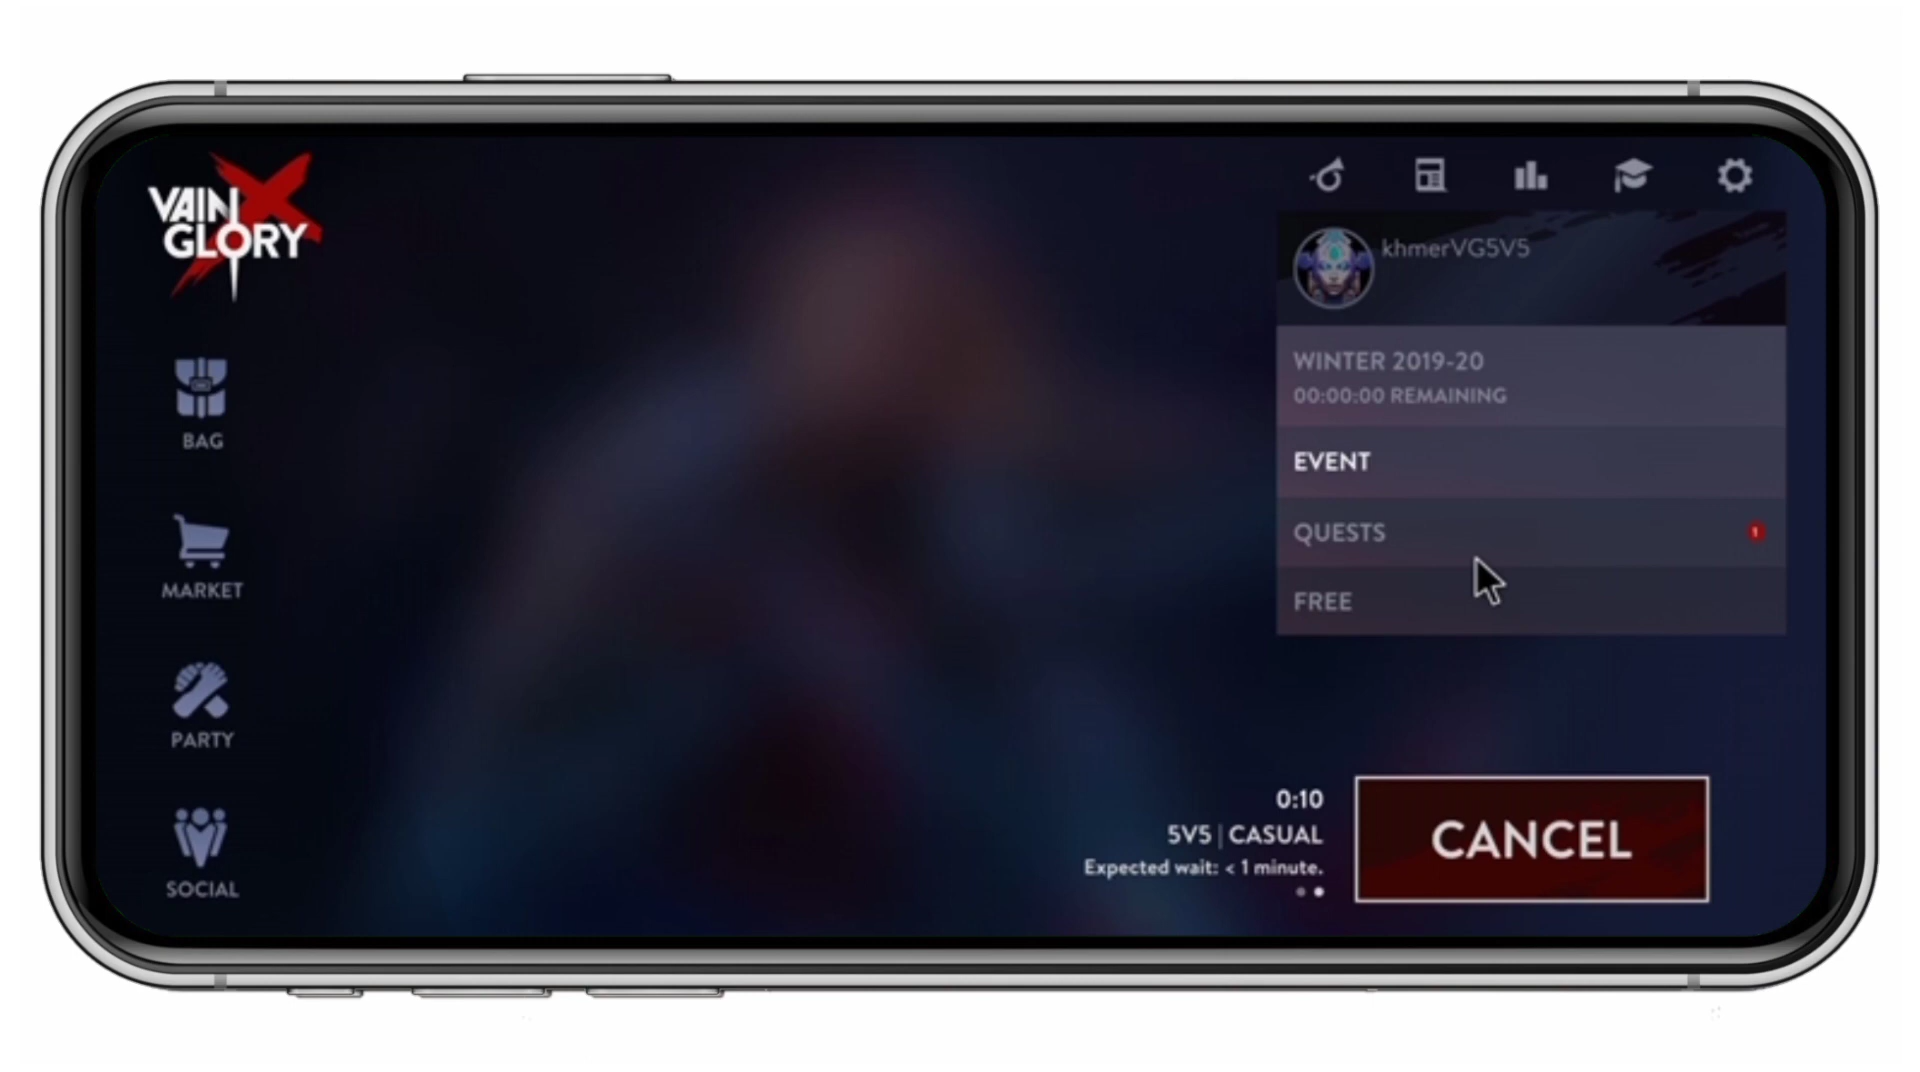 VAIN
GLORY
BAG
MARKET
PARTY
SOCIAL
khmerVG5V5
WINTER 2019-20
00:00:00 REMAINING
EVENT
QUESTS
1
FREE
0:10
5V5 | CASUAL
Expected wait: < 1 minute.
CANCEL